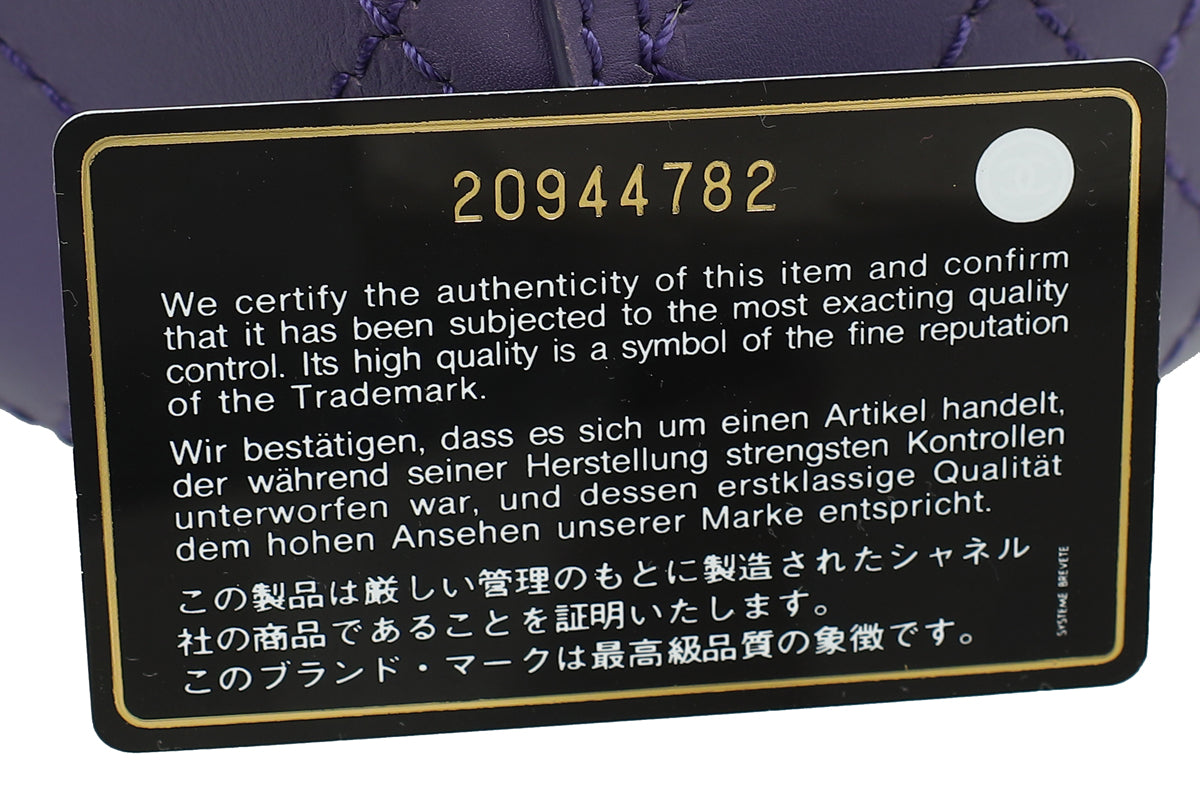 20944782
We certify the authenticity of this item and confirm
that it has been subjected to the most exacting quality
control. Its high quality is a symbol of the fine reputation
of the Trademark.
Wir bestätigen, dass es sich um einen Artikel handelt,
der während seiner Herstellung strengsten Kontrollen
unterworfen war, und dessen erstklassige Qualität
dem hohen Ansehen unserer Marke entspricht.
この製品は厳しい管理のもとに製造されたシャネル
社の商品であることを証明いたします。
このブランド・マークは最高級品質の象徴です。
SYSTEME BREVETE